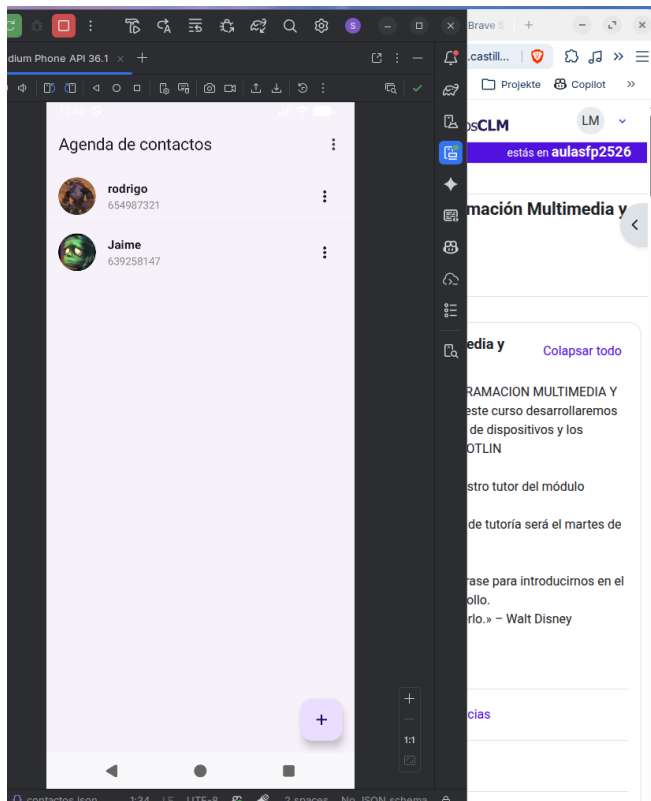 dium Phone API 36.1
Agenda de contactos
rodrigo
654987321
Jaime
639258147
1:1
contactos.json 1:34 LF UTF-8 2 spaces No JSON schema
S
Brave S
.castill...
Projekte Copilot
osCLM LM
estás en aulasfp2526
mación Multimedia y
edia y Colapsar todo
RAMACION MULTIMEDIA Y
este curso desarrollaremos
de dispositivos y los
OTLIN
stro tutor del módulo
de tutoría será el martes de
rase para introducirnos en el
ollo.
rlo.» – Walt Disney
cias